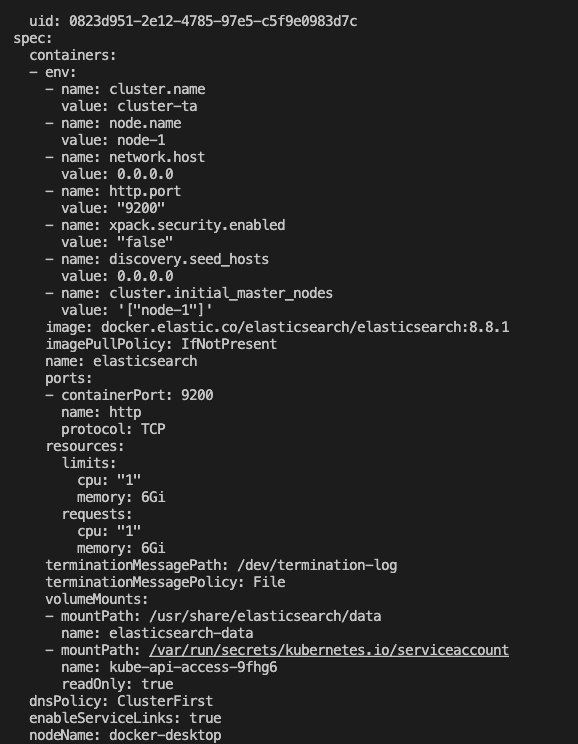 uid: 0823d951-2e12-4785-97e5-c5f9e0983d7c
spec:
containers:
- env:
- name: cluster.name
value: cluster-ta
- name: node.name
value: node-1
- name: network.host
value: 0.0.0.0
- name: http.port
value: "9200"
- name: xpack.security.enabled
value: "false"
- name: discovery.seed_hosts
value: 0.0.0.0
- name: cluster.initial_master_nodes
value: '["node-1"]'
image: docker.elastic.co/elasticsearch/elasticsearch:8.8.1
imagePullPolicy: IfNotPresent
name: elasticsearch
ports:
- containerPort: 9200
name: http
protocol: TCP
resources:
limits:
cpu: "1"
memory: 6Gi
requests:
cpu: "1"
memory: 6Gi
terminationMessagePath: /dev/termination-log
terminationMessagePolicy: File
volumeMounts:
- mountPath: /usr/share/elasticsearch/data
name: elasticsearch-data
- mountPath: /var/run/secrets/kubernetes.io/serviceaccount
name: kube-api-access-9fhg6
readOnly: true
dnsPolicy: ClusterFirst
enableServiceLinks: true
nodeName: docker-desktop